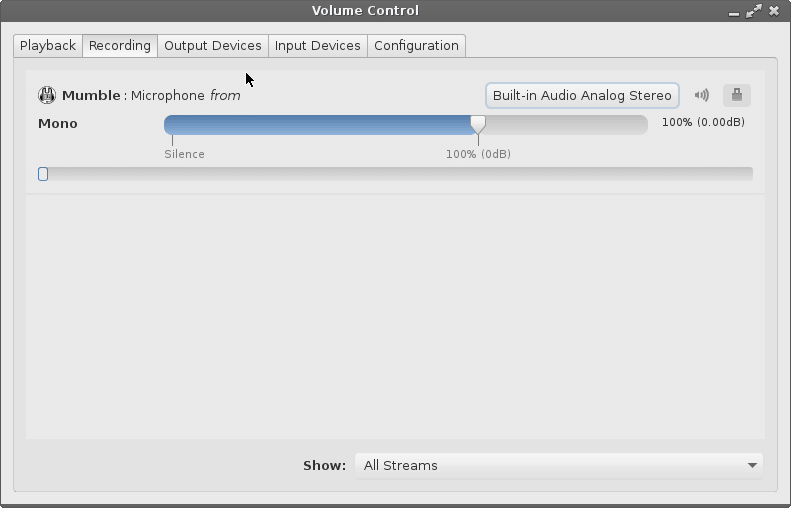 Volume Control
Playback Recording Output Devices Input Devices Configuration
Mumble : Microphone from Built-in Audio Analog Stereo
Mono 100% (0.00dB)
Silence 100% (0dB)
Show: All Streams